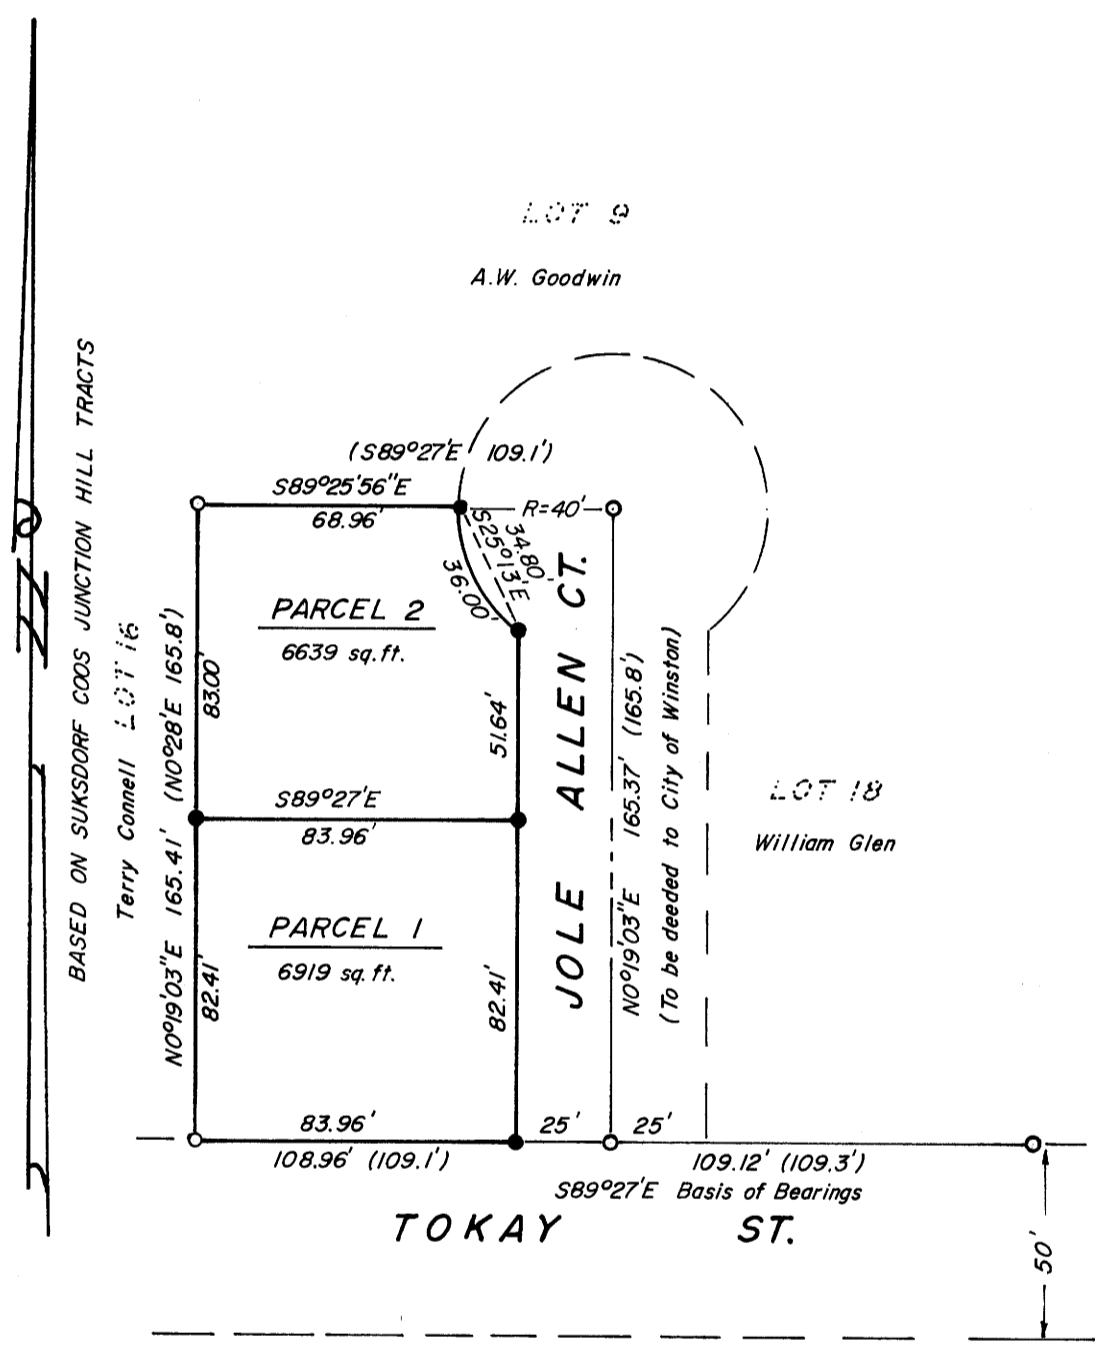 LOT 9
A.W. Goodwin
BASED ON SUKSDORF COOS JUNCTION HILL TRACTS
N
(S89°27'E 109.1')
S89°25'56"E
68.96'
R=40'
34.80'
S25°13'E
36.00'
PARCEL 2
6639 sq.ft.
Terry Connell LOT 16
N0°19'03"E 165.41' (N0°28'E 165.8')
83.00'
51.64'
JOLE ALLEN CT.
N0°19'03"E 165.37' (165.8')
(To be deeded to City of Winston)
S89°27'E
83.96'
LOT 18
William Glen
PARCEL 1
6919 sq.ft.
82.41'
82.41'
83.96'
25'
25'
108.96' (109.1')
109.12' (109.3')
S89°27'E Basis of Bearings
TOKAY ST.
50'